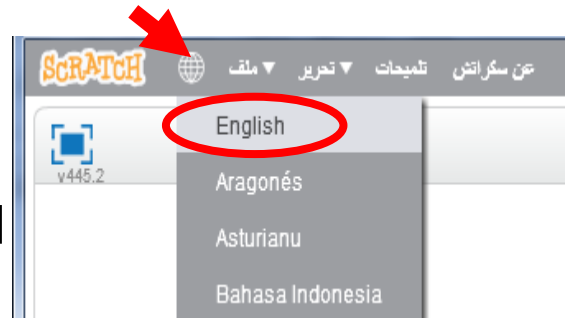 SCRATCH ملف ▼ تحرير ▼ تلميحات عن سكراتش
v445.2
English
Aragonés
Asturianu
Bahasa Indonesia